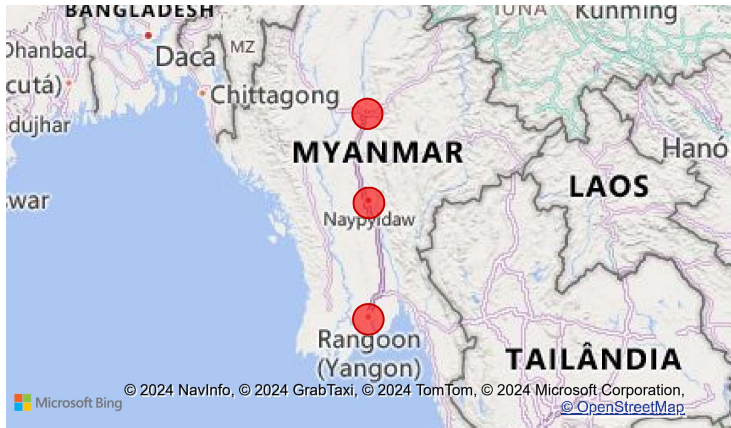 BANGLADESH
IUNA
Kunming
Dhanbad
Daca
MZ
cutá)
Chittagong
dujhar
MYANMAR
Hanó
LAOS
war
Naypyidaw
Rangoon
(Yangon)
TAILÂNDIA
© 2024 NavInfo, © 2024 GrabTaxi, © 2024 TomTom, © 2024 Microsoft Corporation,
Microsoft Bing
© OpenStreetMap